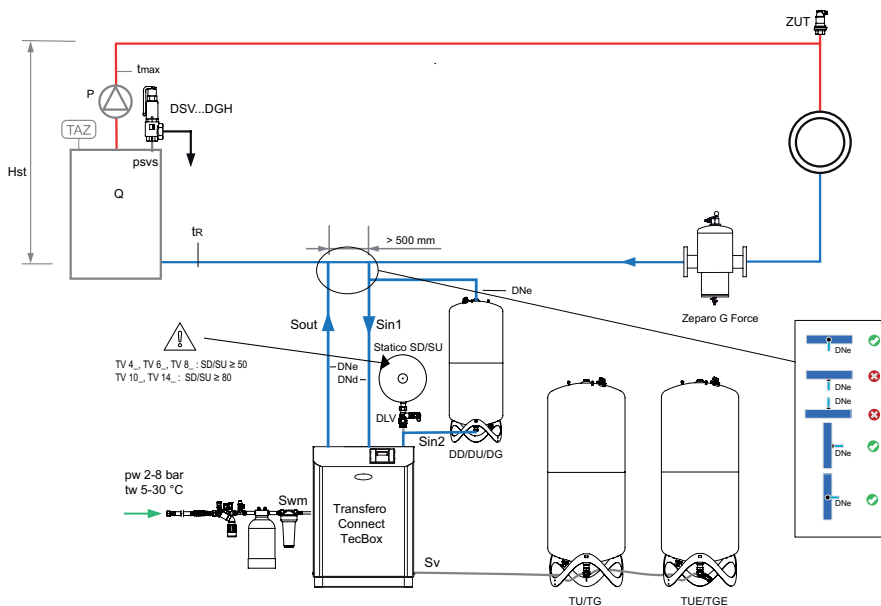 ZUT
tmax
P
DSV...DGH
TAZ
psvs
Hst
Q
tR
> 500 mm
DNe
Zeparo G Force
Sout
Sin1
Statico SD/SU
TV 4_, TV 6_, TV 8_ : SD/SU ≥ 50
TV 10_, TV 14_ : SD/SU ≥ 80
DNe
DNd
DLV
Sin2
DD/DU/DG
DNe
DNe
DNe
DNe
DNe
pw 2-8 bar
tw 5-30 °C
Swm
Transfero
Connect
TecBox
Sv
TU/TG
TUE/TGE